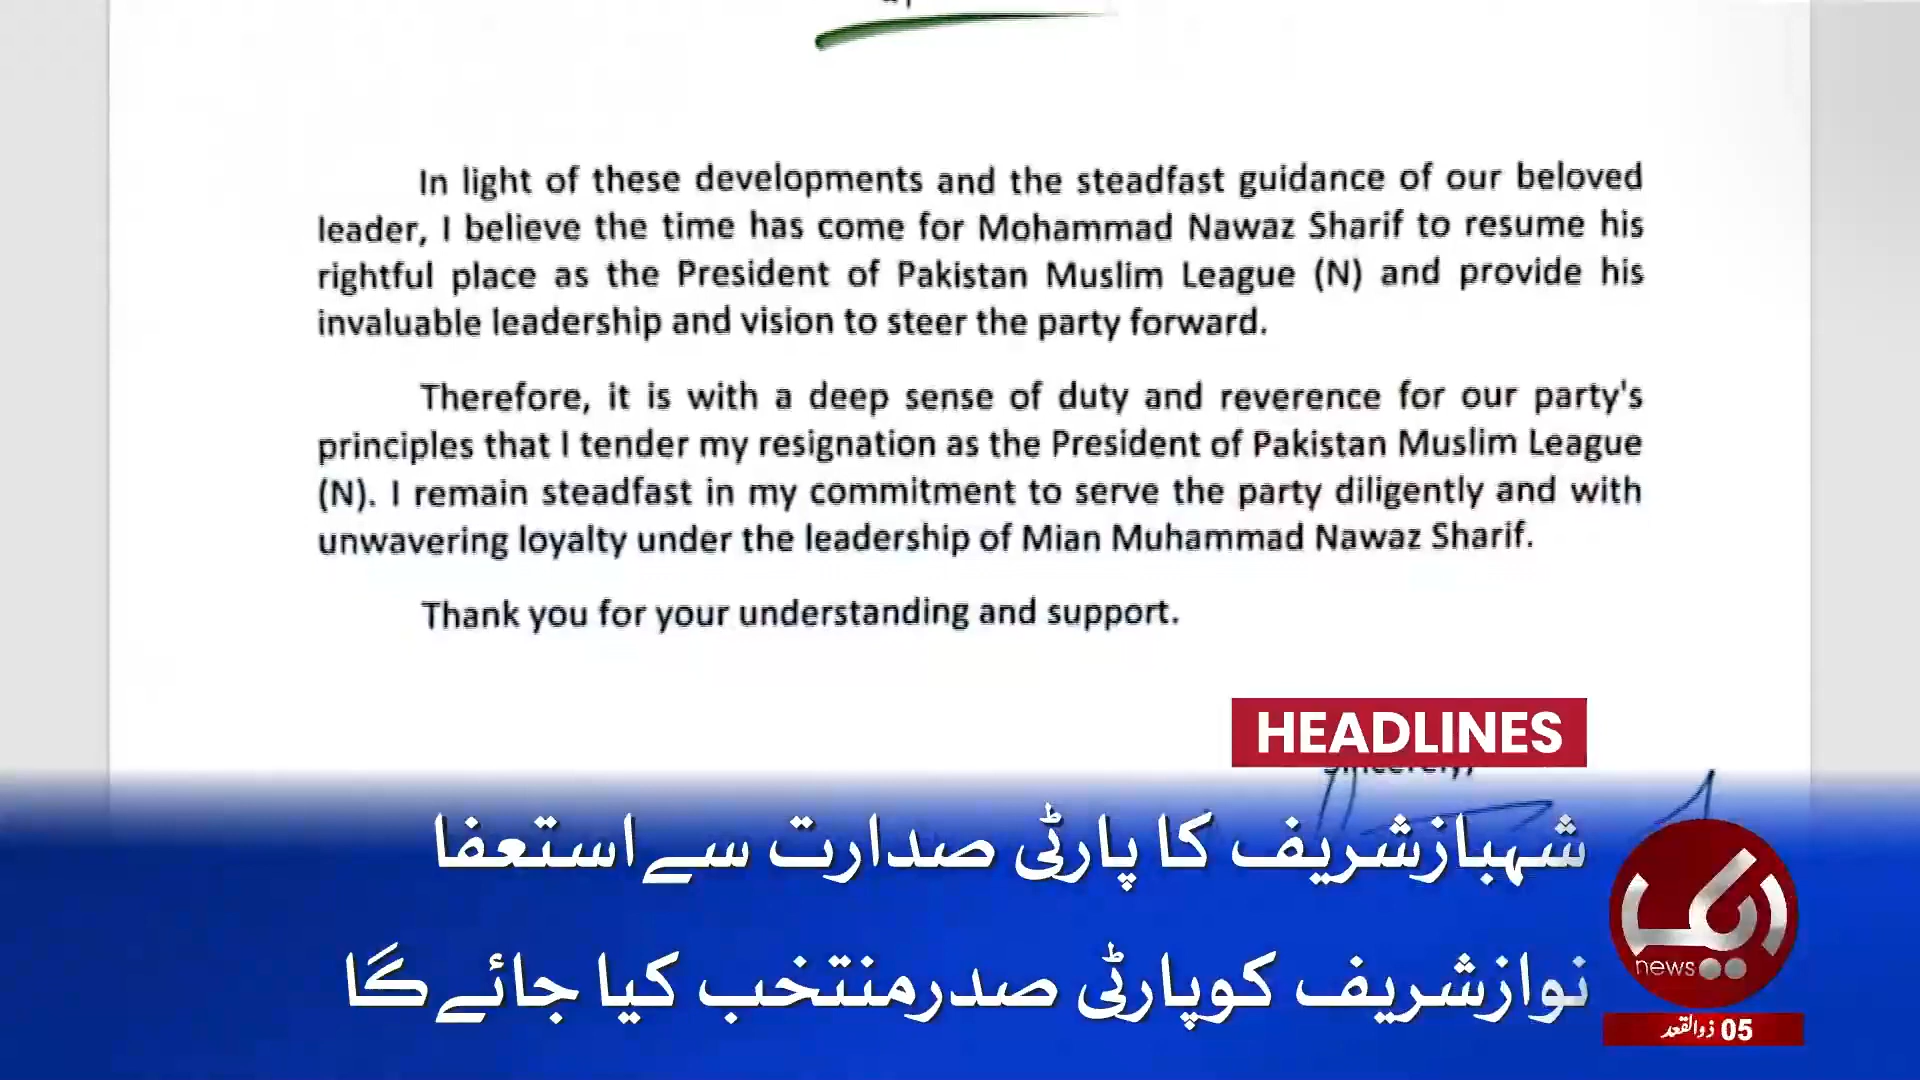 In light of these developments and the steadfast guidance of our beloved
leader, I believe the time has come for Mohammad Nawaz Sharif to resume his
rightful place as the President of Pakistan Muslim League (N) and provide his
invaluable leadership and vision to steer the party forward.
Therefore, it is with a deep sense of duty and reverence for our party's
principles that I tender my resignation as the President of Pakistan Muslim League
(N). I remain steadfast in my commitment to serve the party diligently and with
unwavering loyalty under the leadership of Mian Muhammad Nawaz Sharif.
Thank you for your understanding and support.
HEADLINES
Sincerely,
شہبازشریف کا پارٹی صدارت سےاستعفا
نوازشریف کوپارٹی صدرمنتخب کیا جائےگا
ایک
news
05 ذوالقعد